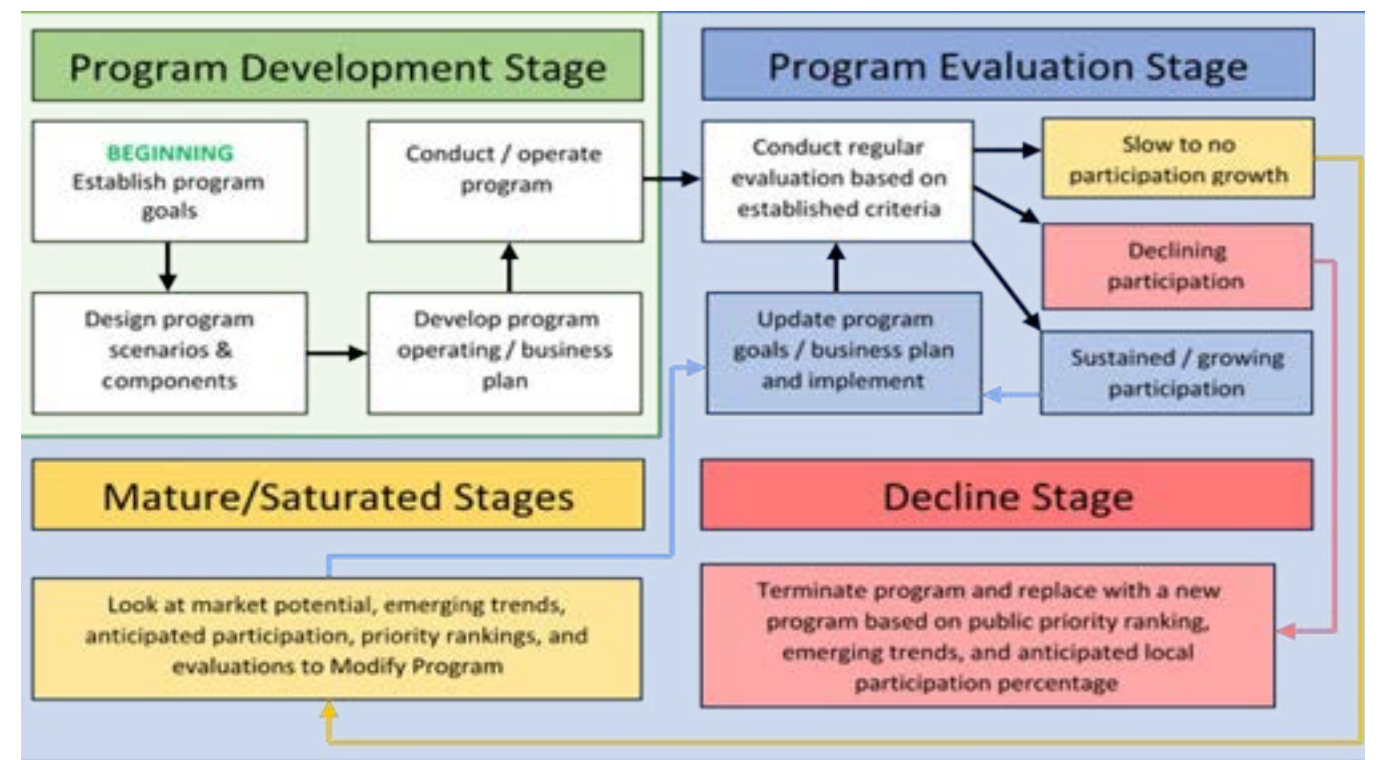 Program Development Stage
BEGINNING
Establish program
goals
Design program
scenarios &
components
Develop program
operating / business
plan
Conduct / operate
program
Program Evaluation Stage
Conduct regular
evaluation based on
established criteria
Slow to no
participation growth
Declining
participation
Sustained / growing
participation
Update program
goals / business plan
and implement
Mature/Saturated Stages
Look at market potential, emerging trends,
anticipated participation, priority rankings, and
evaluations to Modify Program
Decline Stage
Terminate program and replace with a new
program based on public priority ranking,
emerging trends, and anticipated local
participation percentage